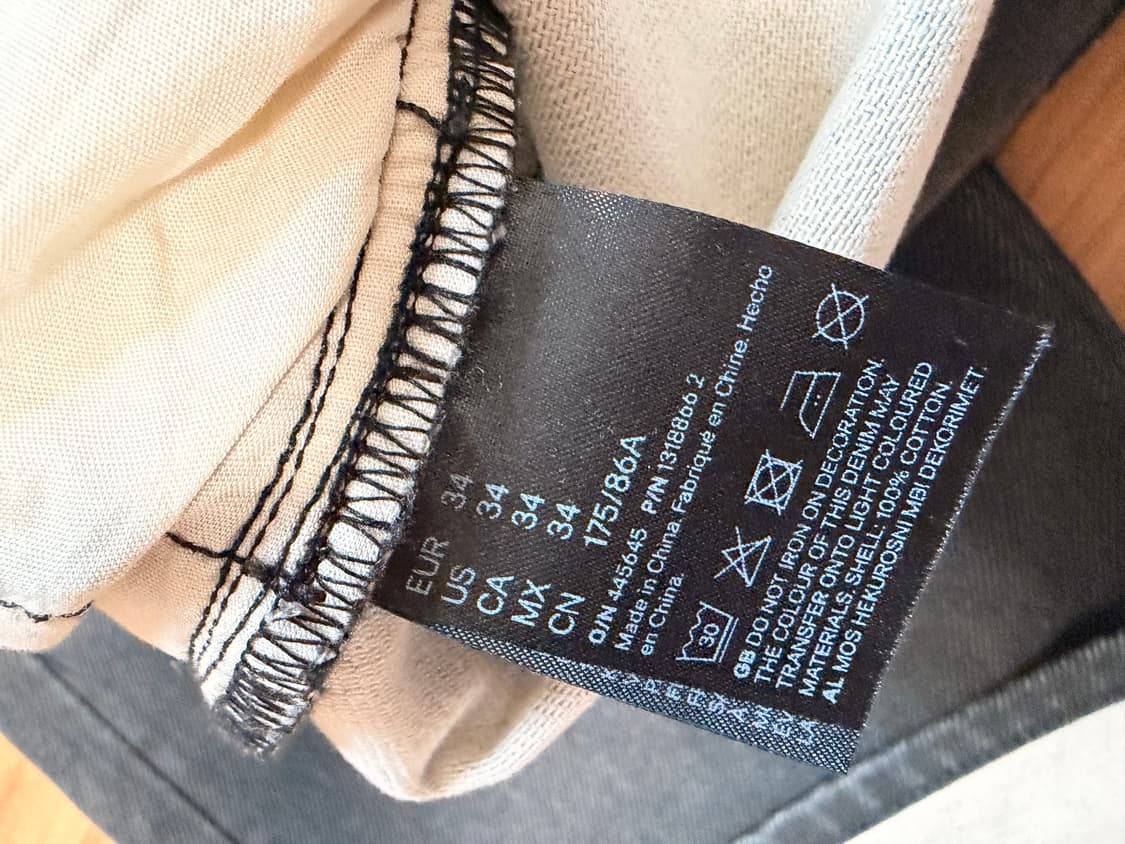 EUR 34
US 34
CA 34
MX 34
CN 175/86A
O/N 445645 P/N 1318866 2
Made in China. Fabriqué en Chine. Hecho
en China.
30
GB DO NOT IRON ON DECORATION.
THE COLOUR OF THIS DENIM MAY
TRANSFER ONTO LIGHT COLOURED
MATERIALS. SHELL: 100% COTTON.
AL MOS HEKUROSNI MBI DEKORIMET.